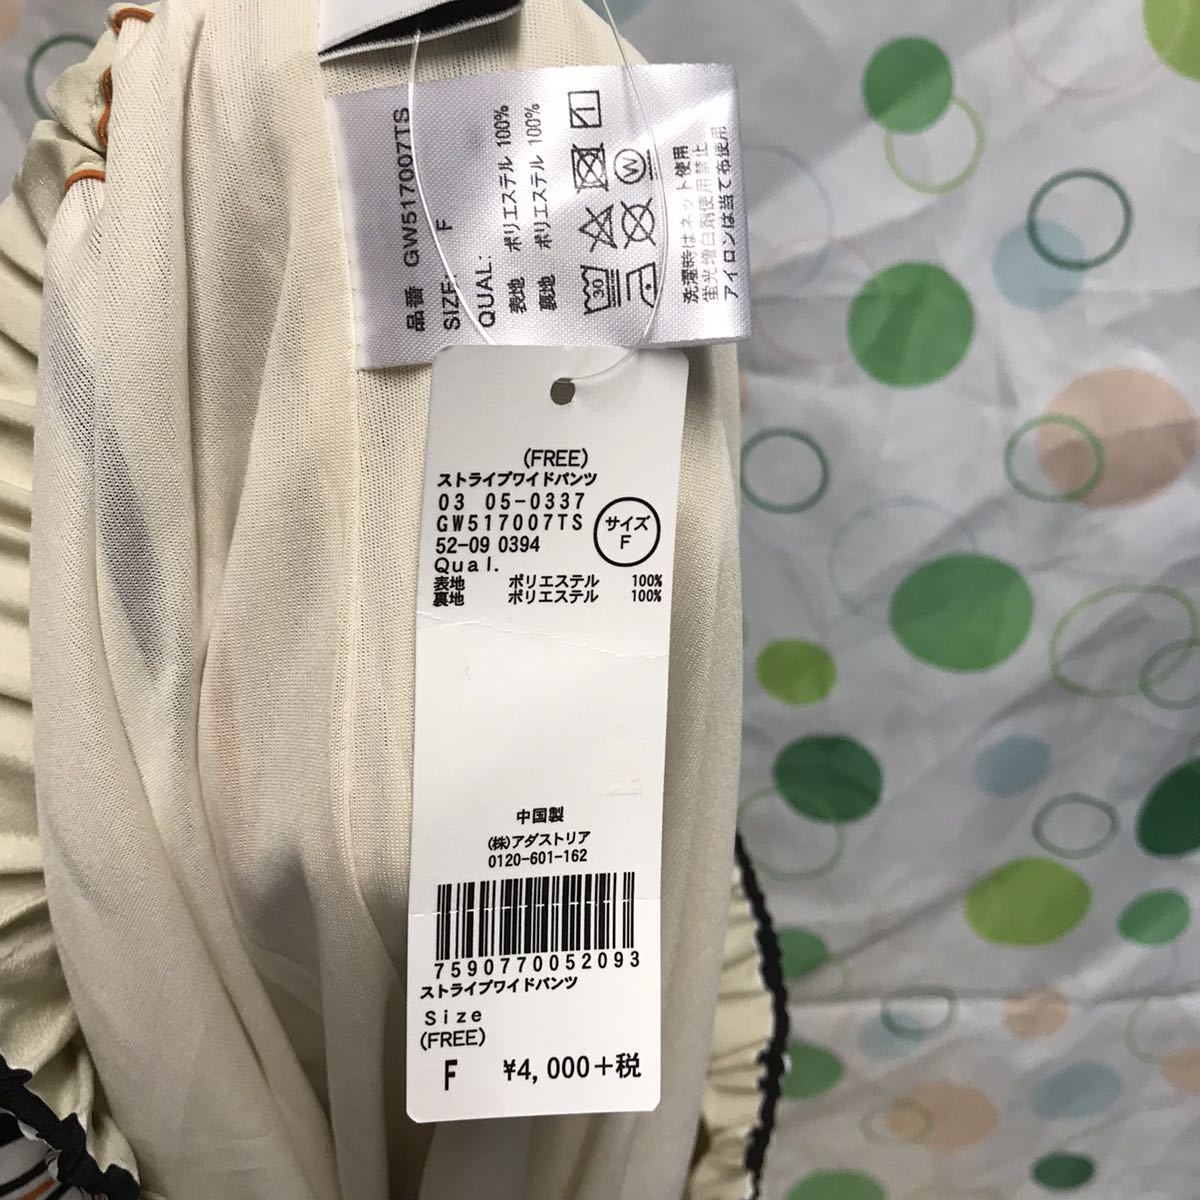 品番 GW517007TS
SIZE: F
QUAL:
表地 ポリエステル 100%
裏地 ポリエステル 100%
30
W
洗濯時はネット使用
蛍光増白剤使用禁止
アイロンは当て布使用
(FREE)
ストライプワイドパンツ
03 05-0337
GW517007TS
サイズ
F
52-09 0394
Qual.
表地 ポリエステル 100%
裏地 ポリエステル 100%
中国製
(株)アダストリア
0120-601-162
7590770052093
ストライプワイドパンツ
Size
(FREE)
F ¥4,000+税